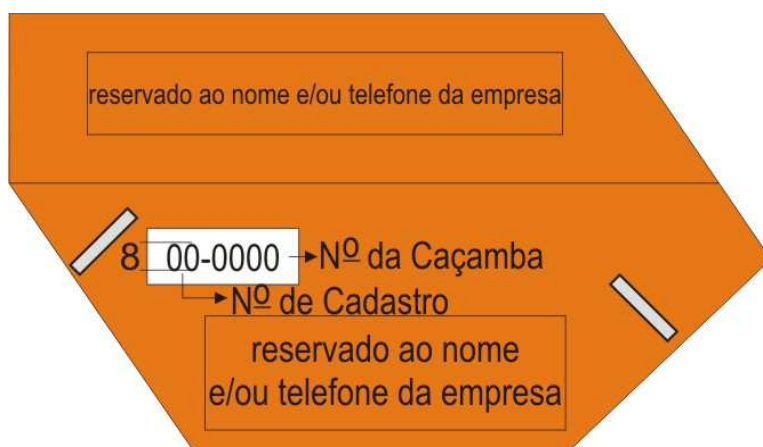 reservado ao nome e/ou telefone da empresa
8 00-0000 Nº da Caçamba
Nº de Cadastro
reservado ao nome
e/ou telefone da empresa